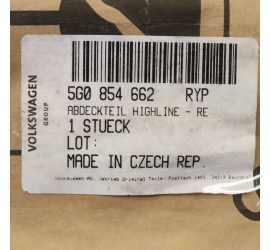 VOLKSWAGEN
GROUP
5G0 854 662 RYP
ABDECKTEIL HIGHLINE - RE
1 STUECK
LOT:
MADE IN CZECH REP.